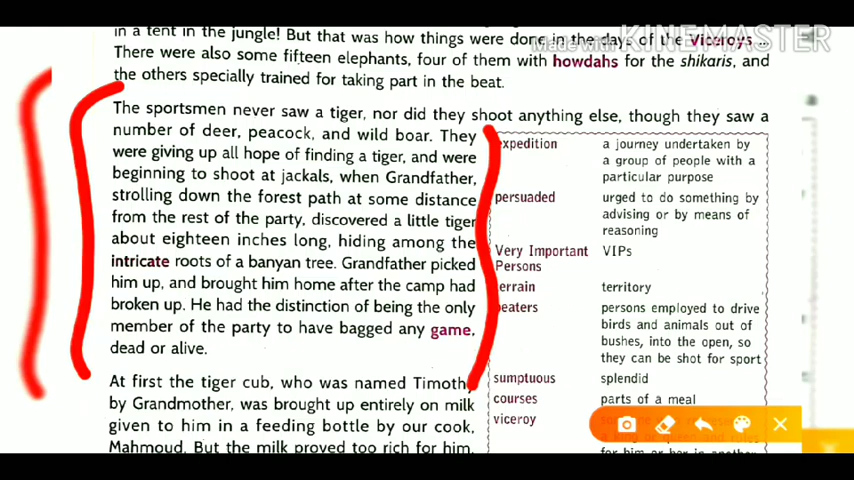 in a tent in the jungle! But that was how things were done in the days of the viceroys ...
Made with KINEMASTER
There were also some fifteen elephants, four of them with howdahs for the shikaris, and
the others specially trained for taking part in the beat.
The sportsmen never saw a tiger, nor did they shoot anything else, though they saw a
number of deer, peacock, and wild boar. They
were giving up all hope of finding a tiger, and were
beginning to shoot at jackals, when Grandfather,
strolling down the forest path at some distance
from the rest of the party, discovered a little tiger
about eighteen inches long, hiding among the
intricate roots of a banyan tree. Grandfather picked
him up, and brought him home after the camp had
broken up. He had the distinction of being the only
member of the party to have bagged any game,
dead or alive.
At first the tiger cub, who was named Timothy
by Grandmother, was brought up entirely on milk
given to him in a feeding bottle by our cook,
Mahmoud. But the milk proved too rich for him,
expedition a journey undertaken by
a group of people with a
particular purpose
persuaded urged to do something by
advising or by means of
reasoning
Very Important VIPs
Persons
terrain territory
beaters persons employed to drive
birds and animals out of
bushes, into the open, so
they can be shot for sport
sumptuous splendid
courses parts of a meal
viceroy
for him or her in another